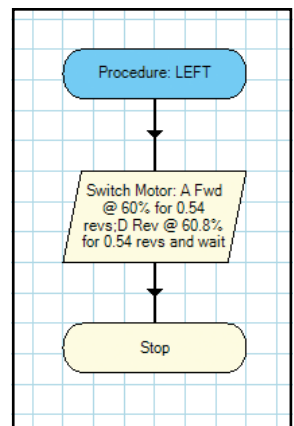 Procedure: LEFT
Switch Motor: A Fwd
@ 60% for 0.54
revs;D Rev @ 60.8%
for 0.54 revs and wait
Stop